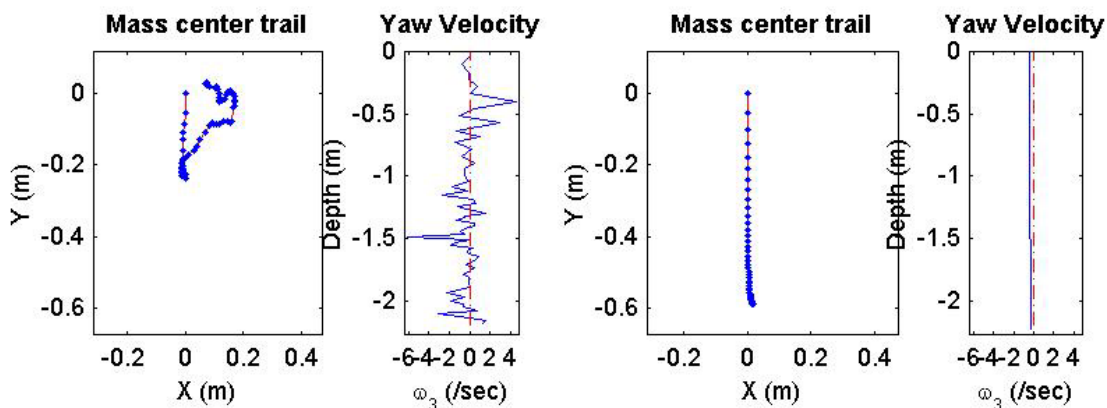 Mass center trail
Y (m)
0
-0.2
-0.4
-0.6
-0.2 0 0.2 0.4
X (m)
Yaw Velocity
Depth (m)
0
-0.5
-1
-1.5
-2
-6-4-2 0 2 4
ω_3 (/sec)
Mass center trail
Y (m)
0
-0.2
-0.4
-0.6
-0.2 0 0.2 0.4
X (m)
Yaw Velocity
Depth (m)
0
-0.5
-1
-1.5
-2
-6-4-2 0 2 4
ω_3 (/sec)